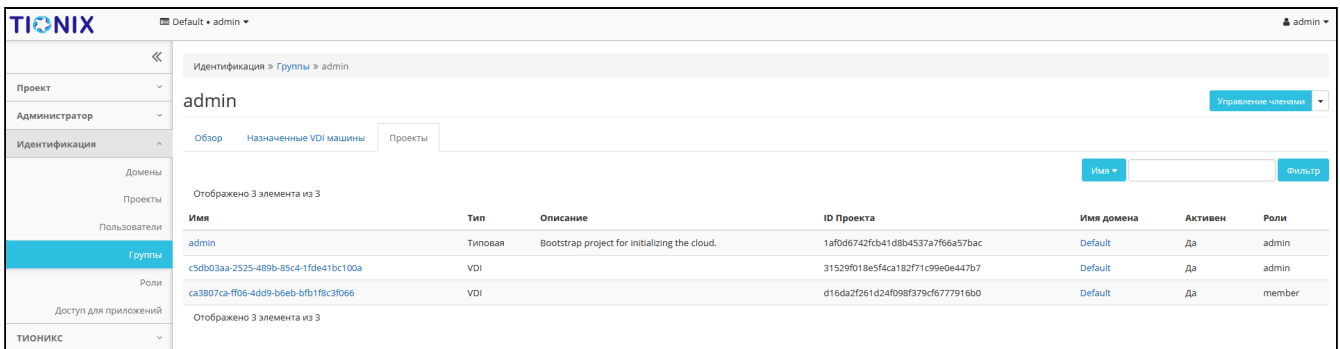 TIONIX
Default • admin
admin
Идентификация » Группы » admin
Проект
Администратор
Идентификация
Домены
Проекты
Пользователи
Группы
Роли
Доступ для приложений
ТИОНИКС
admin
Управление членами
Обзор Назначенные VDI машины Проекты
Имя Фильтр
Отображено 3 элемента из 3
Имя Тип Описание ID Проекта Имя домена Активен Роли
admin Типовая Bootstrap project for initializing the cloud. 1af0d6742fcb41d8b4537a7f66a57bac Default Да admin
c5db03aa-2525-489b-85c4-1fde41bc100a VDI 31529f018e5f4ca182f71c99e0e447b7 Default Да admin
ca3807ca-ff06-4dd9-b6eb-bfb1f8c3f066 VDI d16da2f261d24f098f379cf6777916b0 Default Да member
Отображено 3 элемента из 3